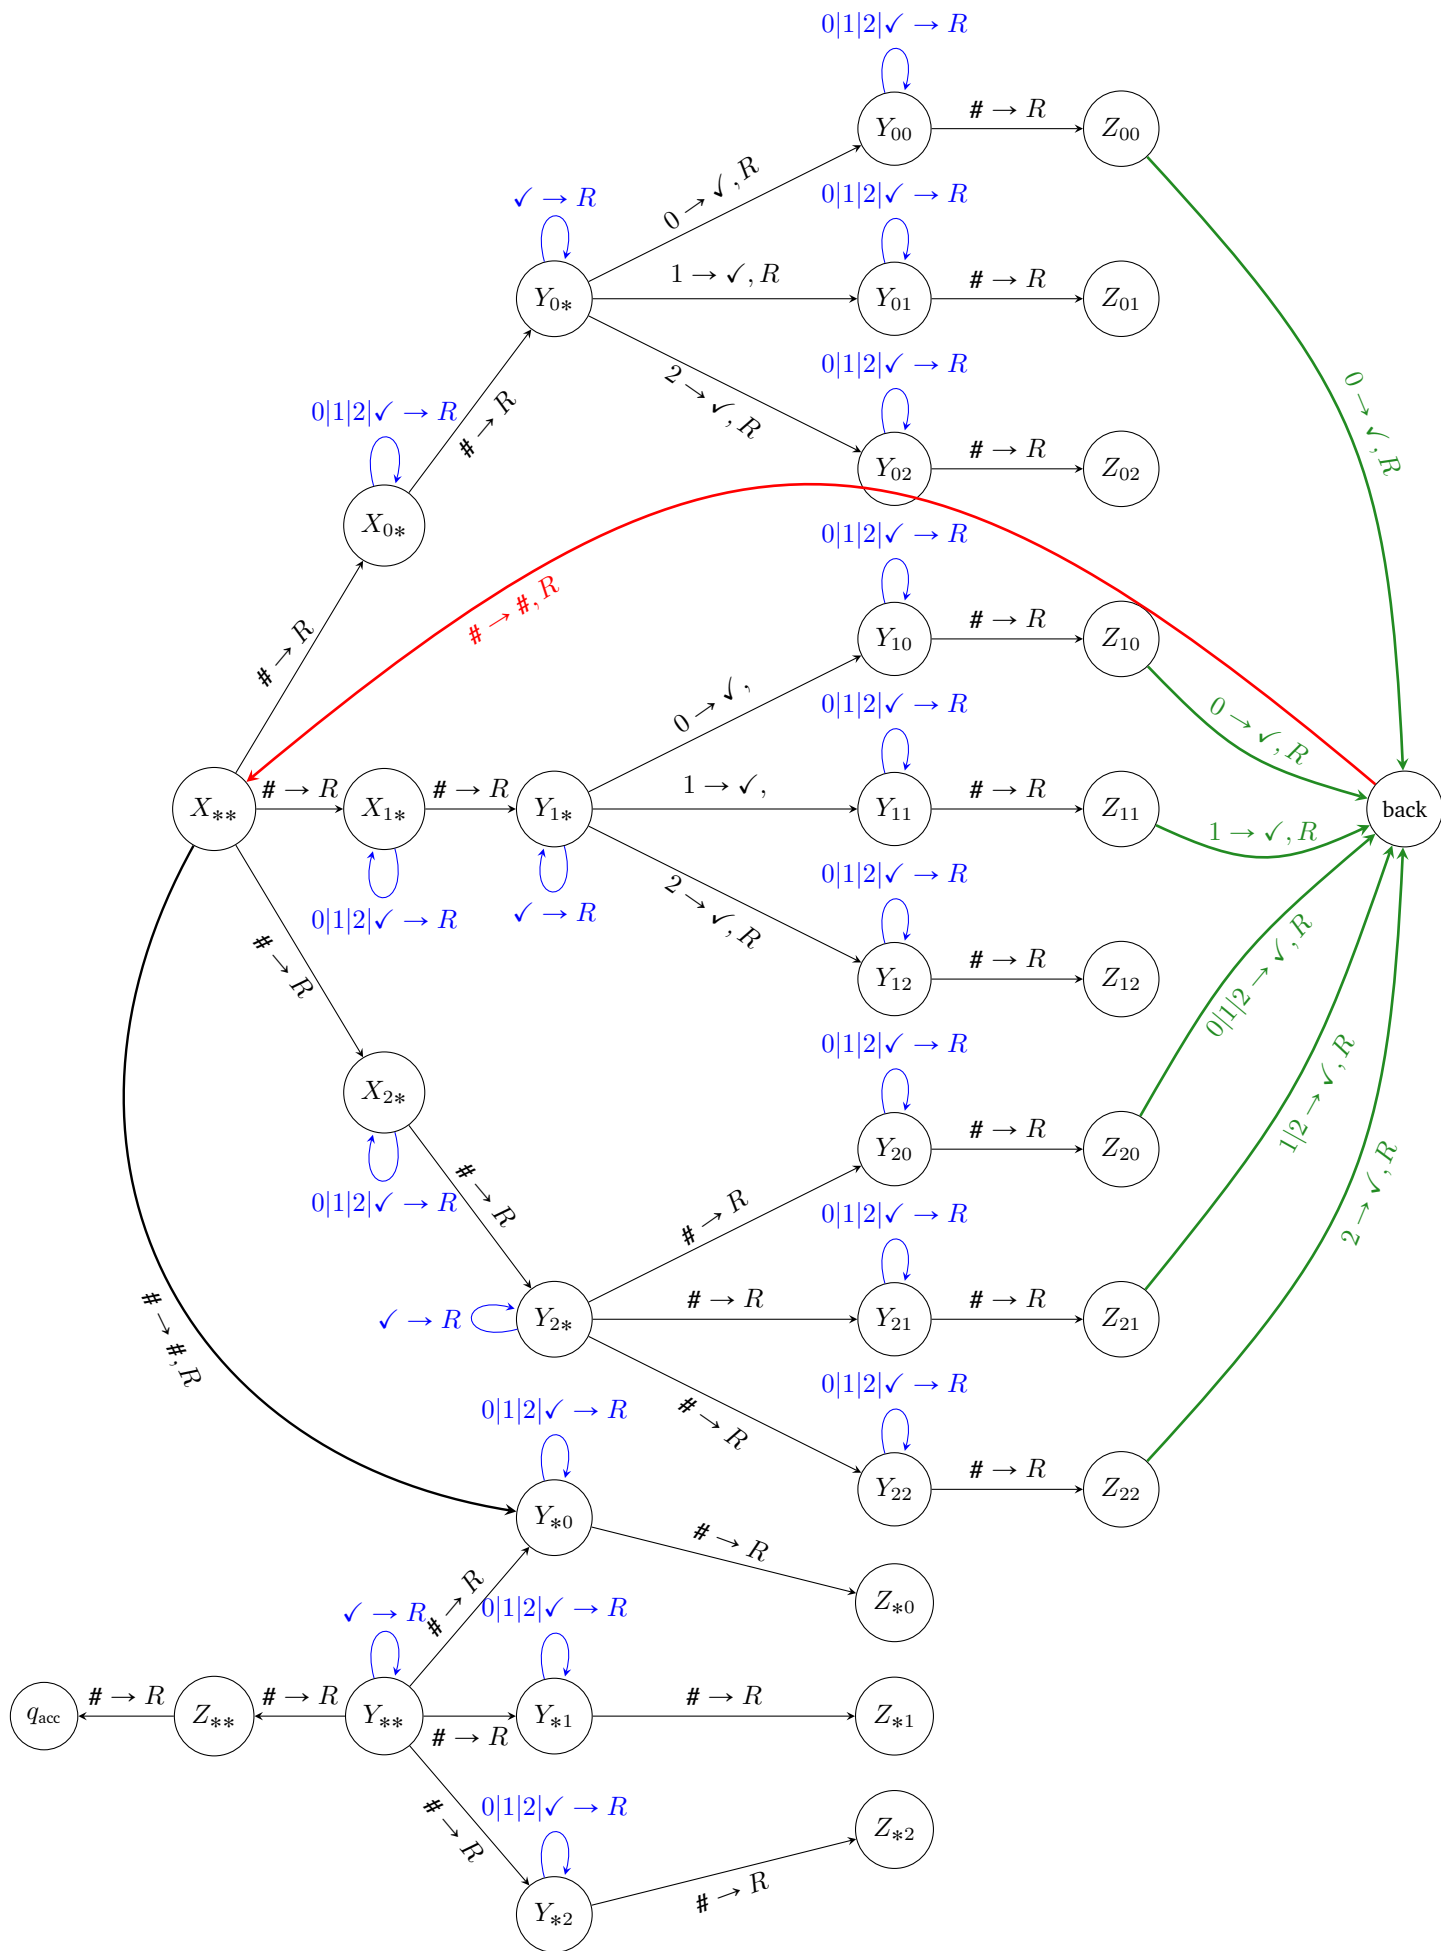 0|1|2|✓ → R
Y₀₀
# → R
Z₀₀
0 → ✓, R
✓ → R
0|1|2|✓ → R
Y₀∗
1 → ✓, R
Y₀₁
# → R
Z₀₁
2 → ✓, R
0|1|2|✓ → R
Y₀₂
# → R
Z₀₂
0 → ✓, R
0|1|2|✓ → R
# → R
X₀∗
# → #, R
0|1|2|✓ → R
Y₁₀
# → R
Z₁₀
# → R
0 → ✓,
0|1|2|✓ → R
0 → ✓, R
X∗∗
# → R
X₁∗
# → R
Y₁∗
1 → ✓,
Y₁₁
# → R
Z₁₁
1 → ✓, R
back
0|1|2|✓ → R
✓ → R
2 → ✓, R
0|1|2|✓ → R
Y₁₂
# → R
Z₁₂
# → R
0|1|2 → ✓, R
0|1|2|✓ → R
X₂∗
1|2 → ✓, R
Y₂₀
# → R
Z₂₀
0|1|2|✓ → R
# → R
# → R
0|1|2|✓ → R
2 → ✓, R
✓ → R
Y₂∗
# → R
Y₂₁
# → R
Z₂₁
# → #, R
# → R
0|1|2|✓ → R
0|1|2|✓ → R
Y₂₂
# → R
Z₂₂
Y∗₀
# → R
Z∗₀
# → R
✓ → R
0|1|2|✓ → R
q_acc
# → R
Z∗∗
# → R
Y∗∗
# → R
Y∗₁
# → R
Z∗₁
# → R
0|1|2|✓ → R
Z∗₂
Y∗₂
# → R